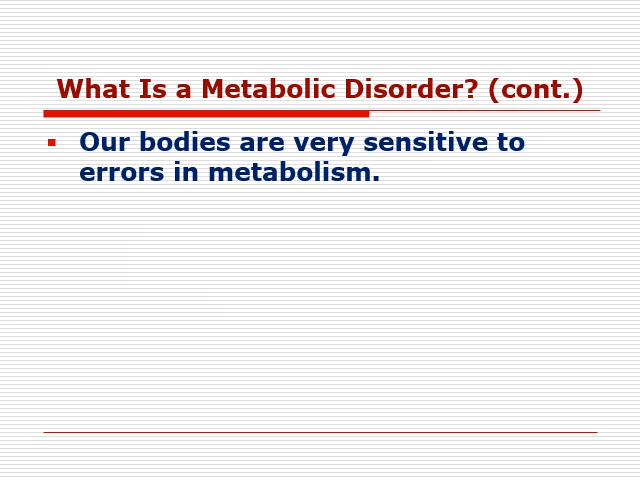 What Is a Metabolic Disorder? (cont.)
Our bodies are very sensitive to
errors in metabolism.